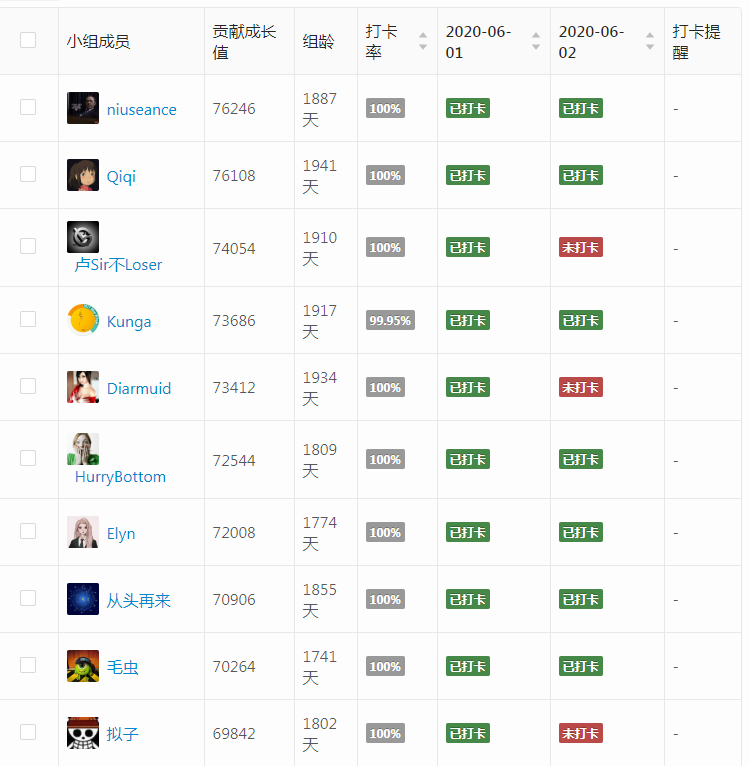 小组成员 贡献成长值 组龄 打卡率 2020-06-01 2020-06-02 打卡提醒
niuseance 76246 1887天 100% 已打卡 已打卡 -
Qiqi 76108 1941天 100% 已打卡 已打卡 -
卢Sir不Loser 74054 1910天 100% 已打卡 未打卡 -
Kunga 73686 1917天 99.95% 已打卡 已打卡 -
Diarmuid 73412 1934天 100% 已打卡 未打卡 -
HurryBottom 72544 1809天 100% 已打卡 已打卡 -
Elyn 72008 1774天 100% 已打卡 已打卡 -
从头再来 70906 1855天 100% 已打卡 已打卡 -
毛虫 70264 1741天 100% 已打卡 已打卡 -
拟子 69842 1802天 100% 已打卡 未打卡 -